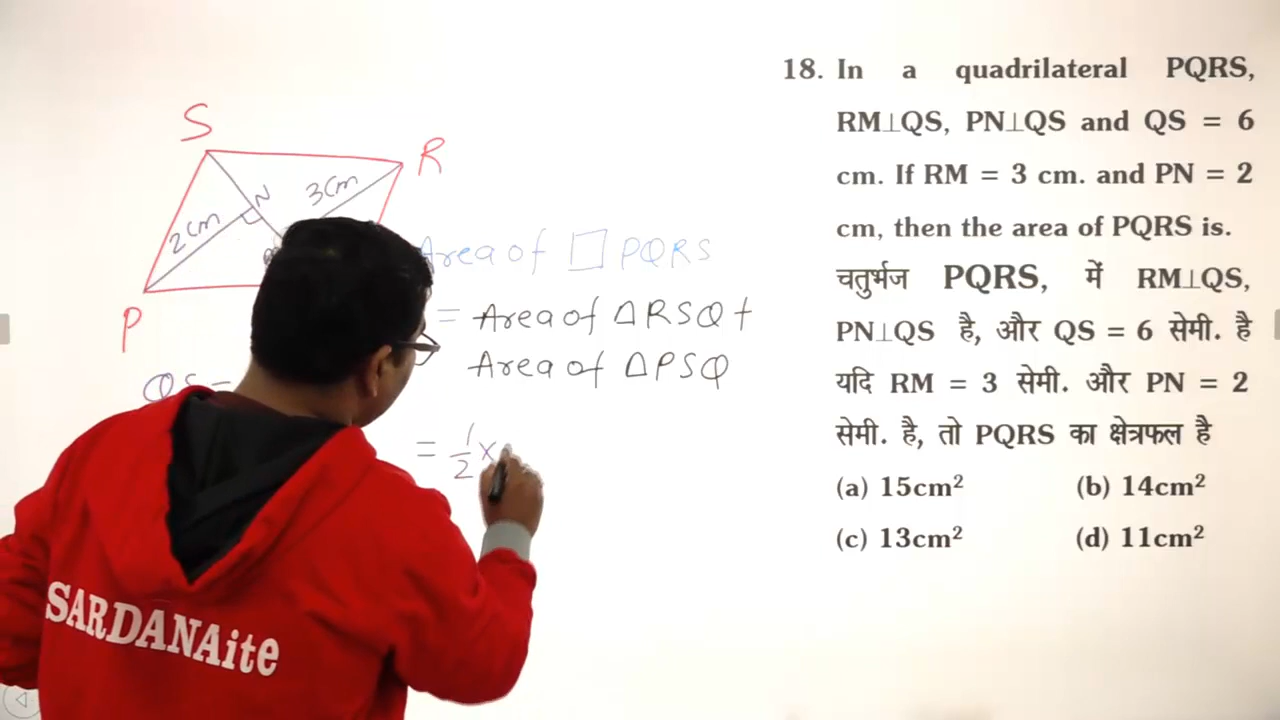 S
R
N
3cm
2cm
P
Area of □ PQRS
= Area of ΔRSQ +
Area of ΔPSQ
QS =
= 1/2 ×
SARDANAite
18. In a quadrilateral PQRS,
RM⊥QS, PN⊥QS and QS = 6
cm. If RM = 3 cm. and PN = 2
cm, then the area of PQRS is.
चतुर्भज PQRS, में RM⊥QS,
PN⊥QS है, और QS = 6 सेमी. है
यदि RM = 3 सेमी. और PN = 2
सेमी. है, तो PQRS का क्षेत्रफल है
(a) 15cm² (b) 14cm²
(c) 13cm² (d) 11cm²